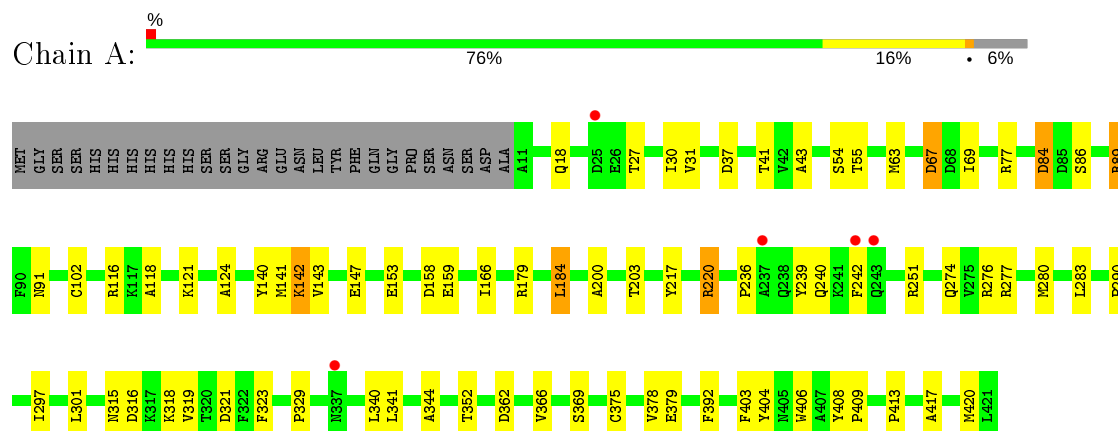 %
Chain A:
76% 16% • 6%
MET GLY SER SER HIS HIS HIS HIS HIS HIS SER SER GLY ARG GLU ASN LEU TYR PHE GLN GLY PRO SER ASN SER ASP ALA A11 Q18 D25 E26 T27 I30 V31 D37 T41 V42 A43 S54 T55 M63 D67 D68 I69 R77 D84 D85 S86 R89
F90 N91 C102 R116 K117 A118 K121 A124 Y140 M141 K142 V143 E147 E153 D158 E159 I166 R179 L184 A200 T203 Y217 R220 P236 A237 Q238 Y239 Q240 K241 F242 Q243 R251 Q274 V275 R276 R277 M280 L283 P290
I297 L301 N315 D316 K317 K318 V319 T320 D321 F322 F323 P329 N337 L340 L341 A344 T352 D362 V366 S369 C375 V378 E379 F392 F403 Y404 N405 W406 A407 Y408 P409 P413 A417 M420 L421